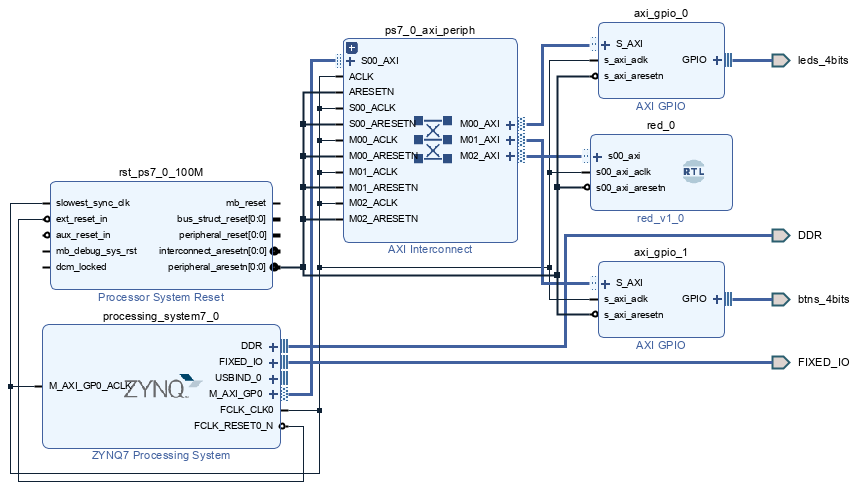 axi_gpio_0
S_AXI
s_axi_aclk
s_axi_aresetn
GPIO
AXI GPIO
leds_4bits
ps7_0_axi_periph
S00_AXI
ACLK
ARESETN
S00_ACLK
S00_ARESETN
M00_ACLK
M00_ARESETN
M01_ACLK
M01_ARESETN
M02_ACLK
M02_ARESETN
M00_AXI
M01_AXI
M02_AXI
AXI Interconnect
red_0
s00_axi
s00_axi_aclk
s00_axi_aresetn
RTL
red_v1_0
rst_ps7_0_100M
slowest_sync_clk
ext_reset_in
aux_reset_in
mb_debug_sys_rst
dcm_locked
mb_reset
bus_struct_reset[0:0]
peripheral_reset[0:0]
interconnect_aresetn[0:0]
peripheral_aresetn[0:0]
Processor System Reset
DDR
axi_gpio_1
S_AXI
s_axi_aclk
s_axi_aresetn
GPIO
AXI GPIO
btns_4bits
processing_system7_0
M_AXI_GP0_ACLK
ZYNQ
DDR
FIXED_IO
USBIND_0
M_AXI_GP0
FCLK_CLK0
FCLK_RESET0_N
ZYNQ7 Processing System
FIXED_IO